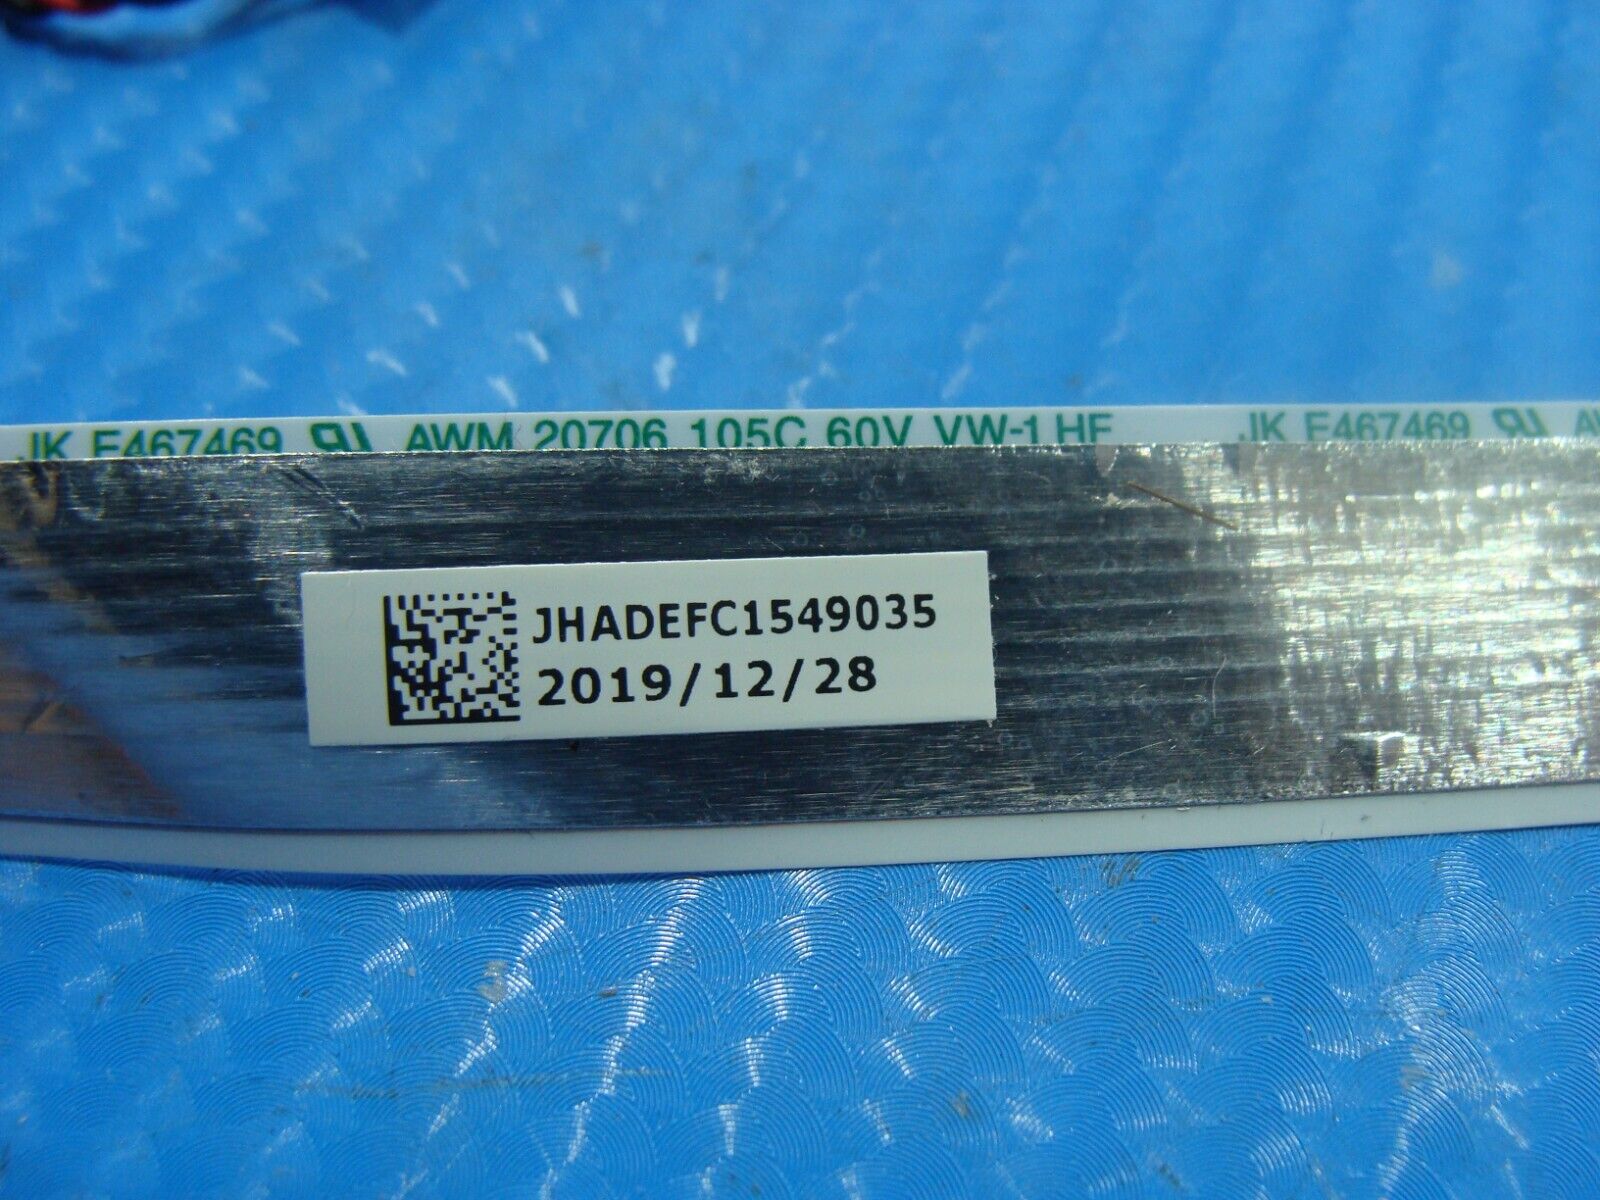 JK E467469 AWM 20706 105C 60V VW-1 HF JK E467469
JHADEFC1549035
2019/12/28